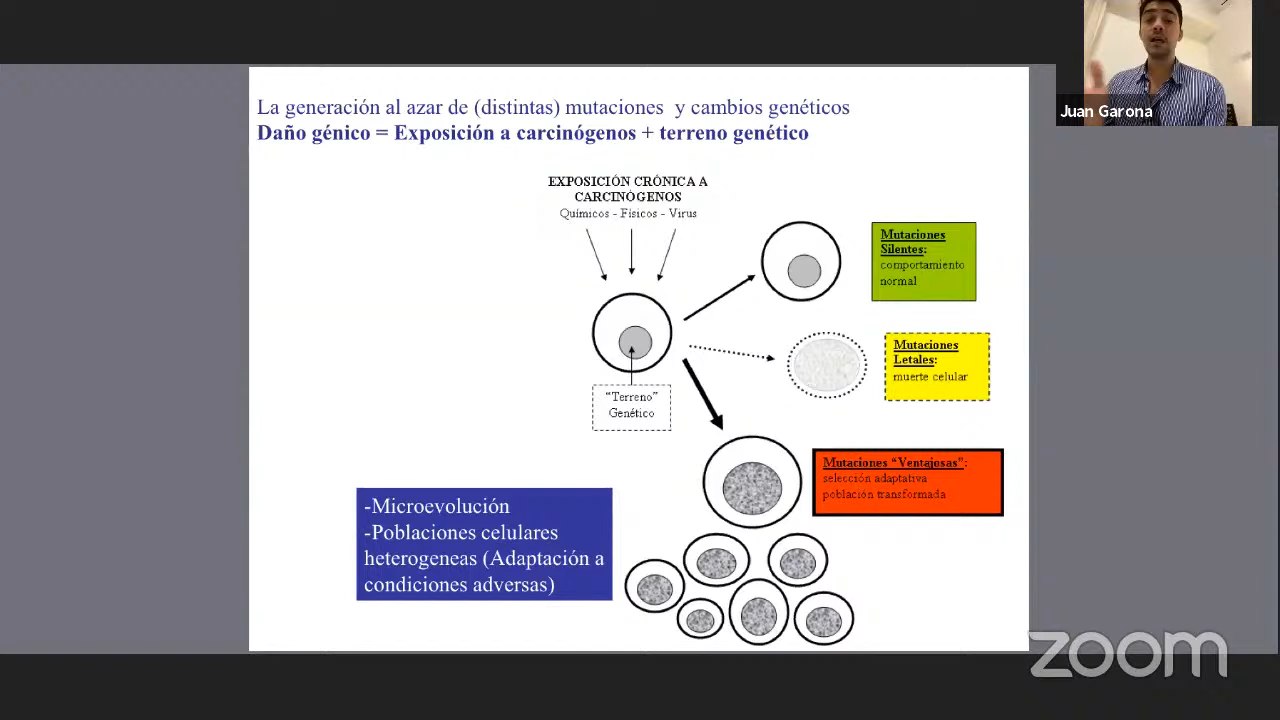 La generación al azar de (distintas) mutaciones y cambios genéticos
Daño génico = Exposición a carcinógenos + terreno genético
EXPOSICIÓN CRÓNICA A
CARCINÓGENOS
Químicos - Físicos - Virus
"Terreno"
Genético
Mutaciones
Silentes:
comportamiento
normal
Mutaciones
Letales:
muerte celular
Mutaciones "Ventajosas":
selección adaptativa
población transformada
-Microevolución
-Poblaciones celulares
heterogeneas (Adaptación a
condiciones adversas)
Juan Garona
zoom